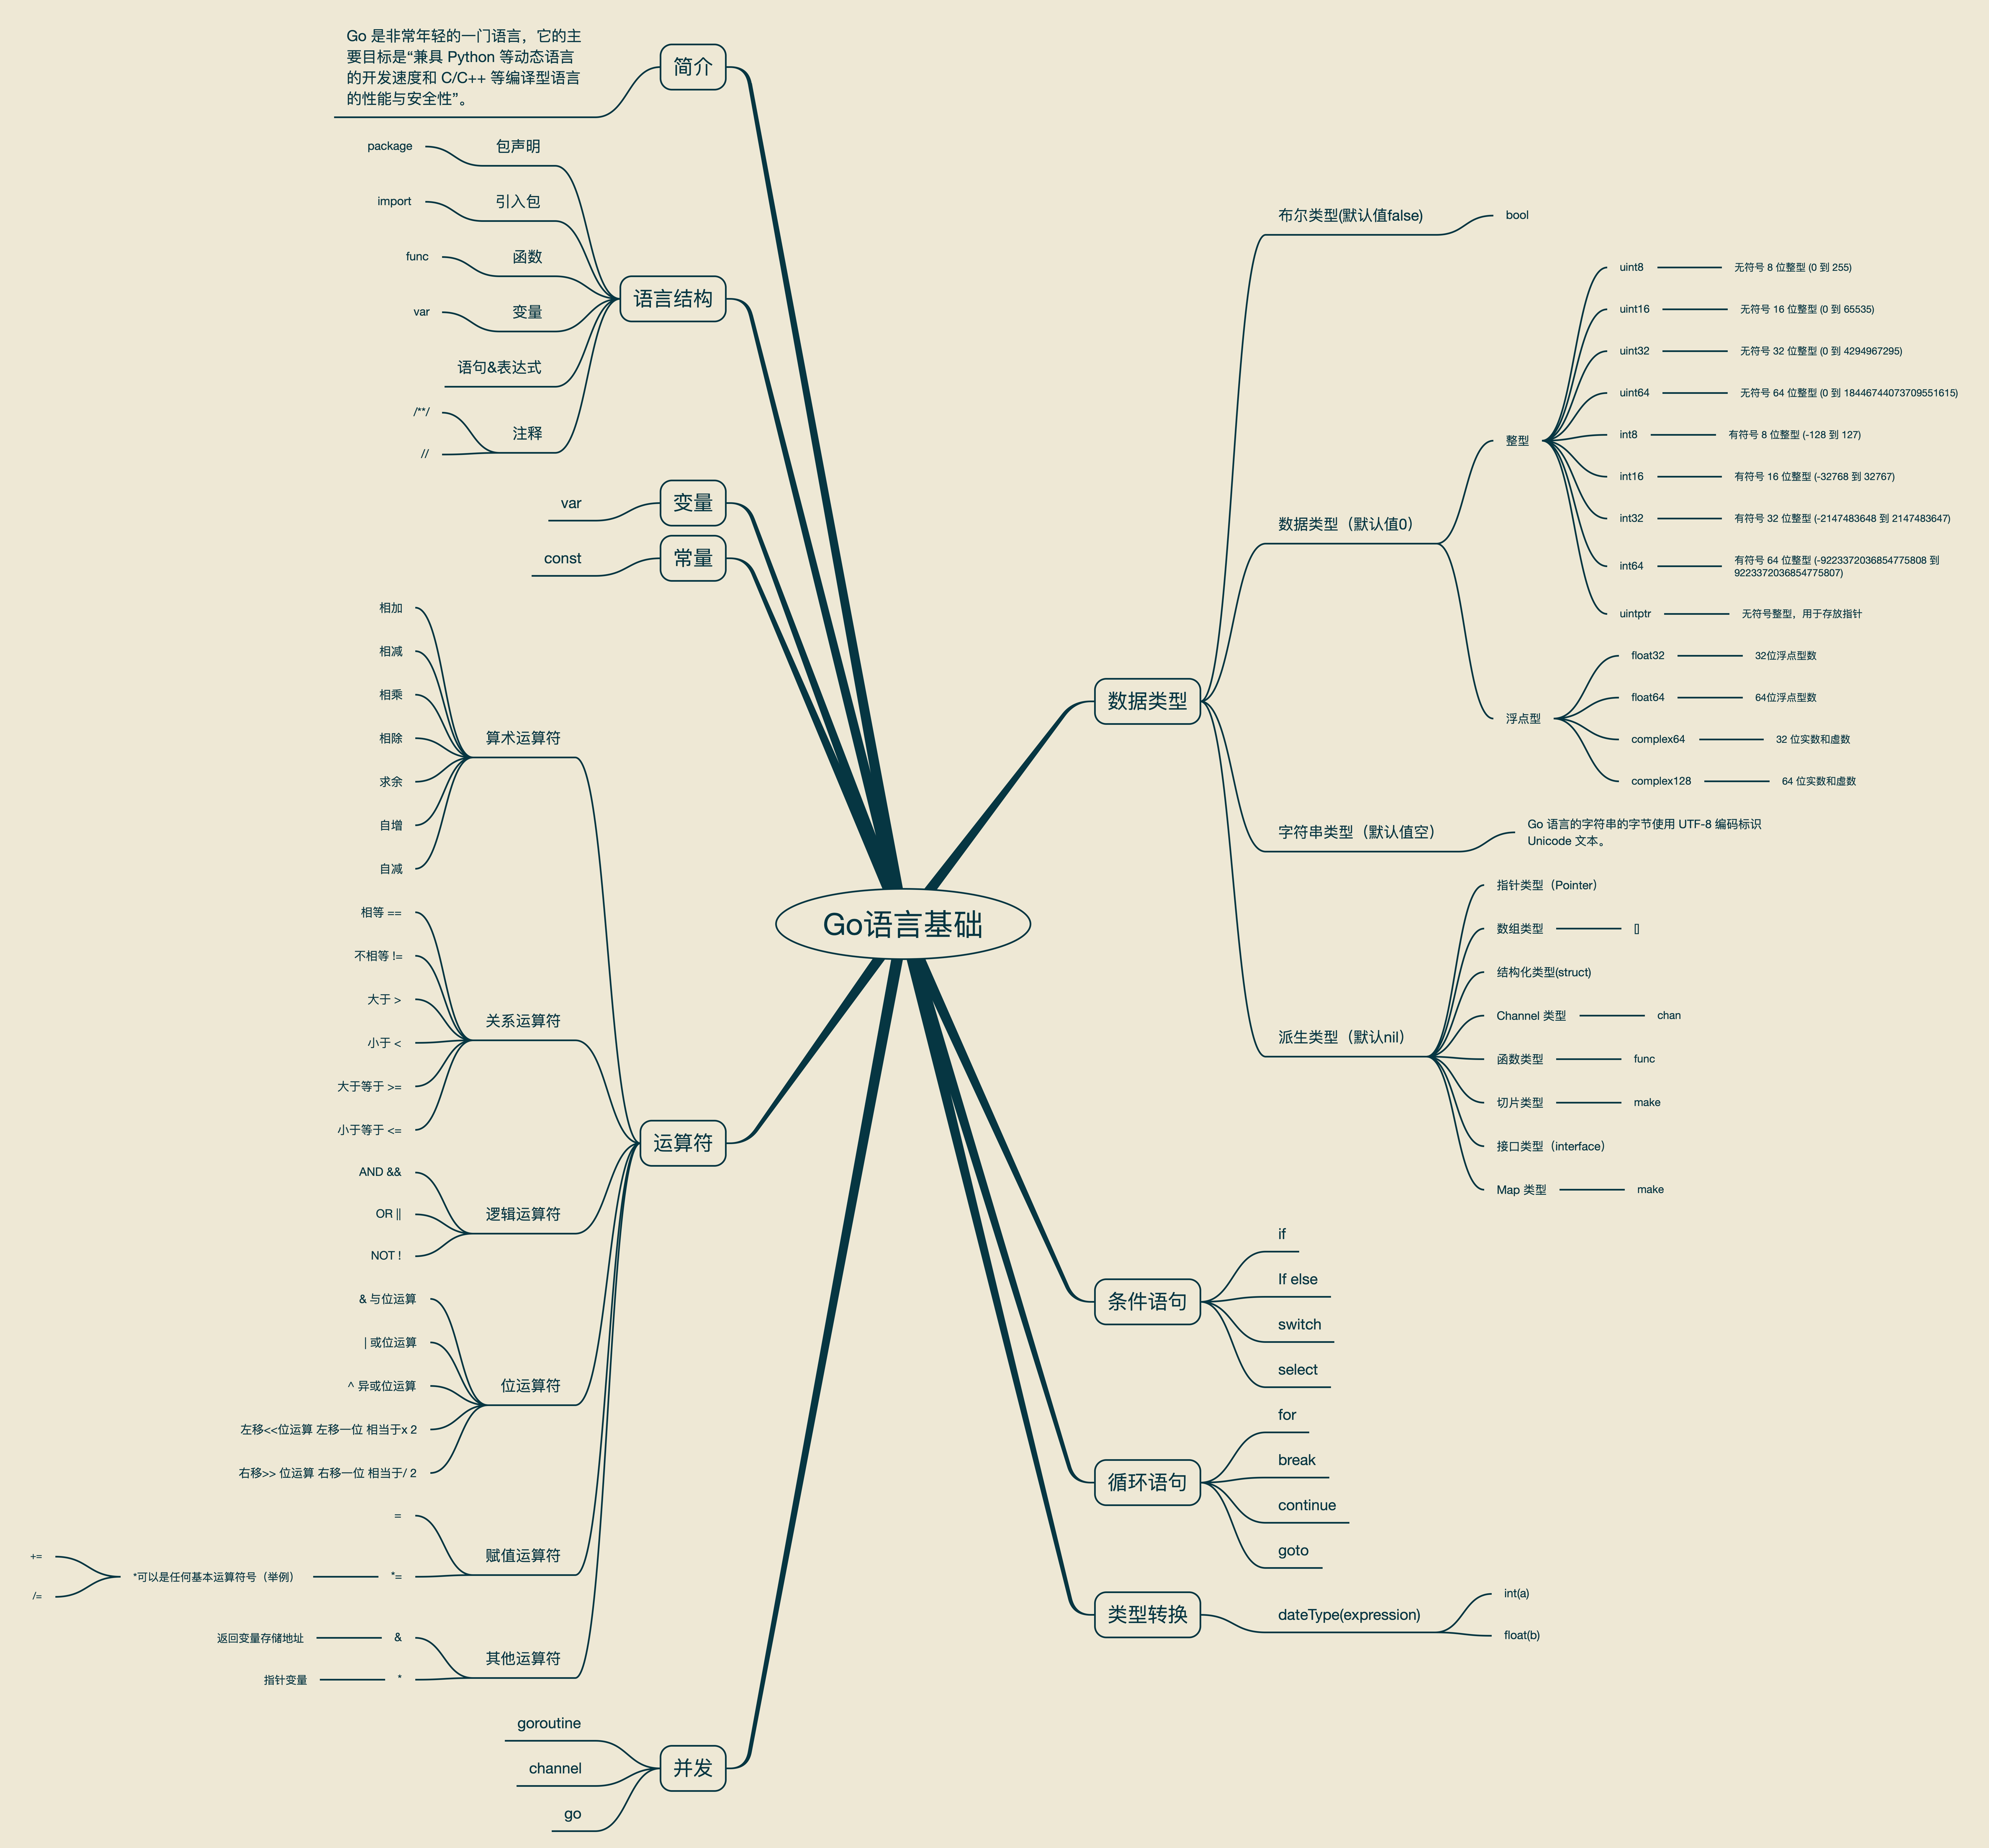 Go语言基础
简介
Go 是非常年轻的一门语言，它的主
要目标是“兼具 Python 等动态语言
的开发速度和 C/C++ 等编译型语言
的性能与安全性”。
语言结构
包声明
package
引入包
import
函数
func
变量
var
语句&表达式
注释
/**/
//
变量
var
常量
const
运算符
算术运算符
相加
相减
相乘
相除
求余
自增
自减
关系运算符
相等 ==
不相等 !=
大于 >
小于 <
大于等于 >=
小于等于 <=
逻辑运算符
AND &&
OR ||
NOT !
位运算符
& 与位运算
| 或位运算
^ 异或位运算
左移<<位运算 左移一位 相当于x 2
右移>> 位运算 右移一位 相当于/ 2
赋值运算符
=
*=
*可以是任何基本运算符号（举例）
+=
/=
其他运算符
&
返回变量存储地址
*
指针变量
并发
goroutine
channel
go
数据类型
布尔类型(默认值false)
bool
数据类型（默认值0）
整型
uint8
无符号 8 位整型 (0 到 255)
uint16
无符号 16 位整型 (0 到 65535)
uint32
无符号 32 位整型 (0 到 4294967295)
uint64
无符号 64 位整型 (0 到 18446744073709551615)
int8
有符号 8 位整型 (-128 到 127)
int16
有符号 16 位整型 (-32768 到 32767)
int32
有符号 32 位整型 (-2147483648 到 2147483647)
int64
有符号 64 位整型 (-9223372036854775808 到
9223372036854775807)
uintptr
无符号整型，用于存放指针
浮点型
float32
32位浮点型数
float64
64位浮点型数
complex64
32 位实数和虚数
complex128
64 位实数和虚数
字符串类型（默认值空）
Go 语言的字符串的字节使用 UTF-8 编码标识
Unicode 文本。
派生类型（默认nil）
指针类型（Pointer）
数组类型
[]
结构化类型(struct)
Channel 类型
chan
函数类型
func
切片类型
make
接口类型（interface）
Map 类型
make
条件语句
if
If else
switch
select
循环语句
for
break
continue
goto
类型转换
dateType(expression)
int(a)
float(b)